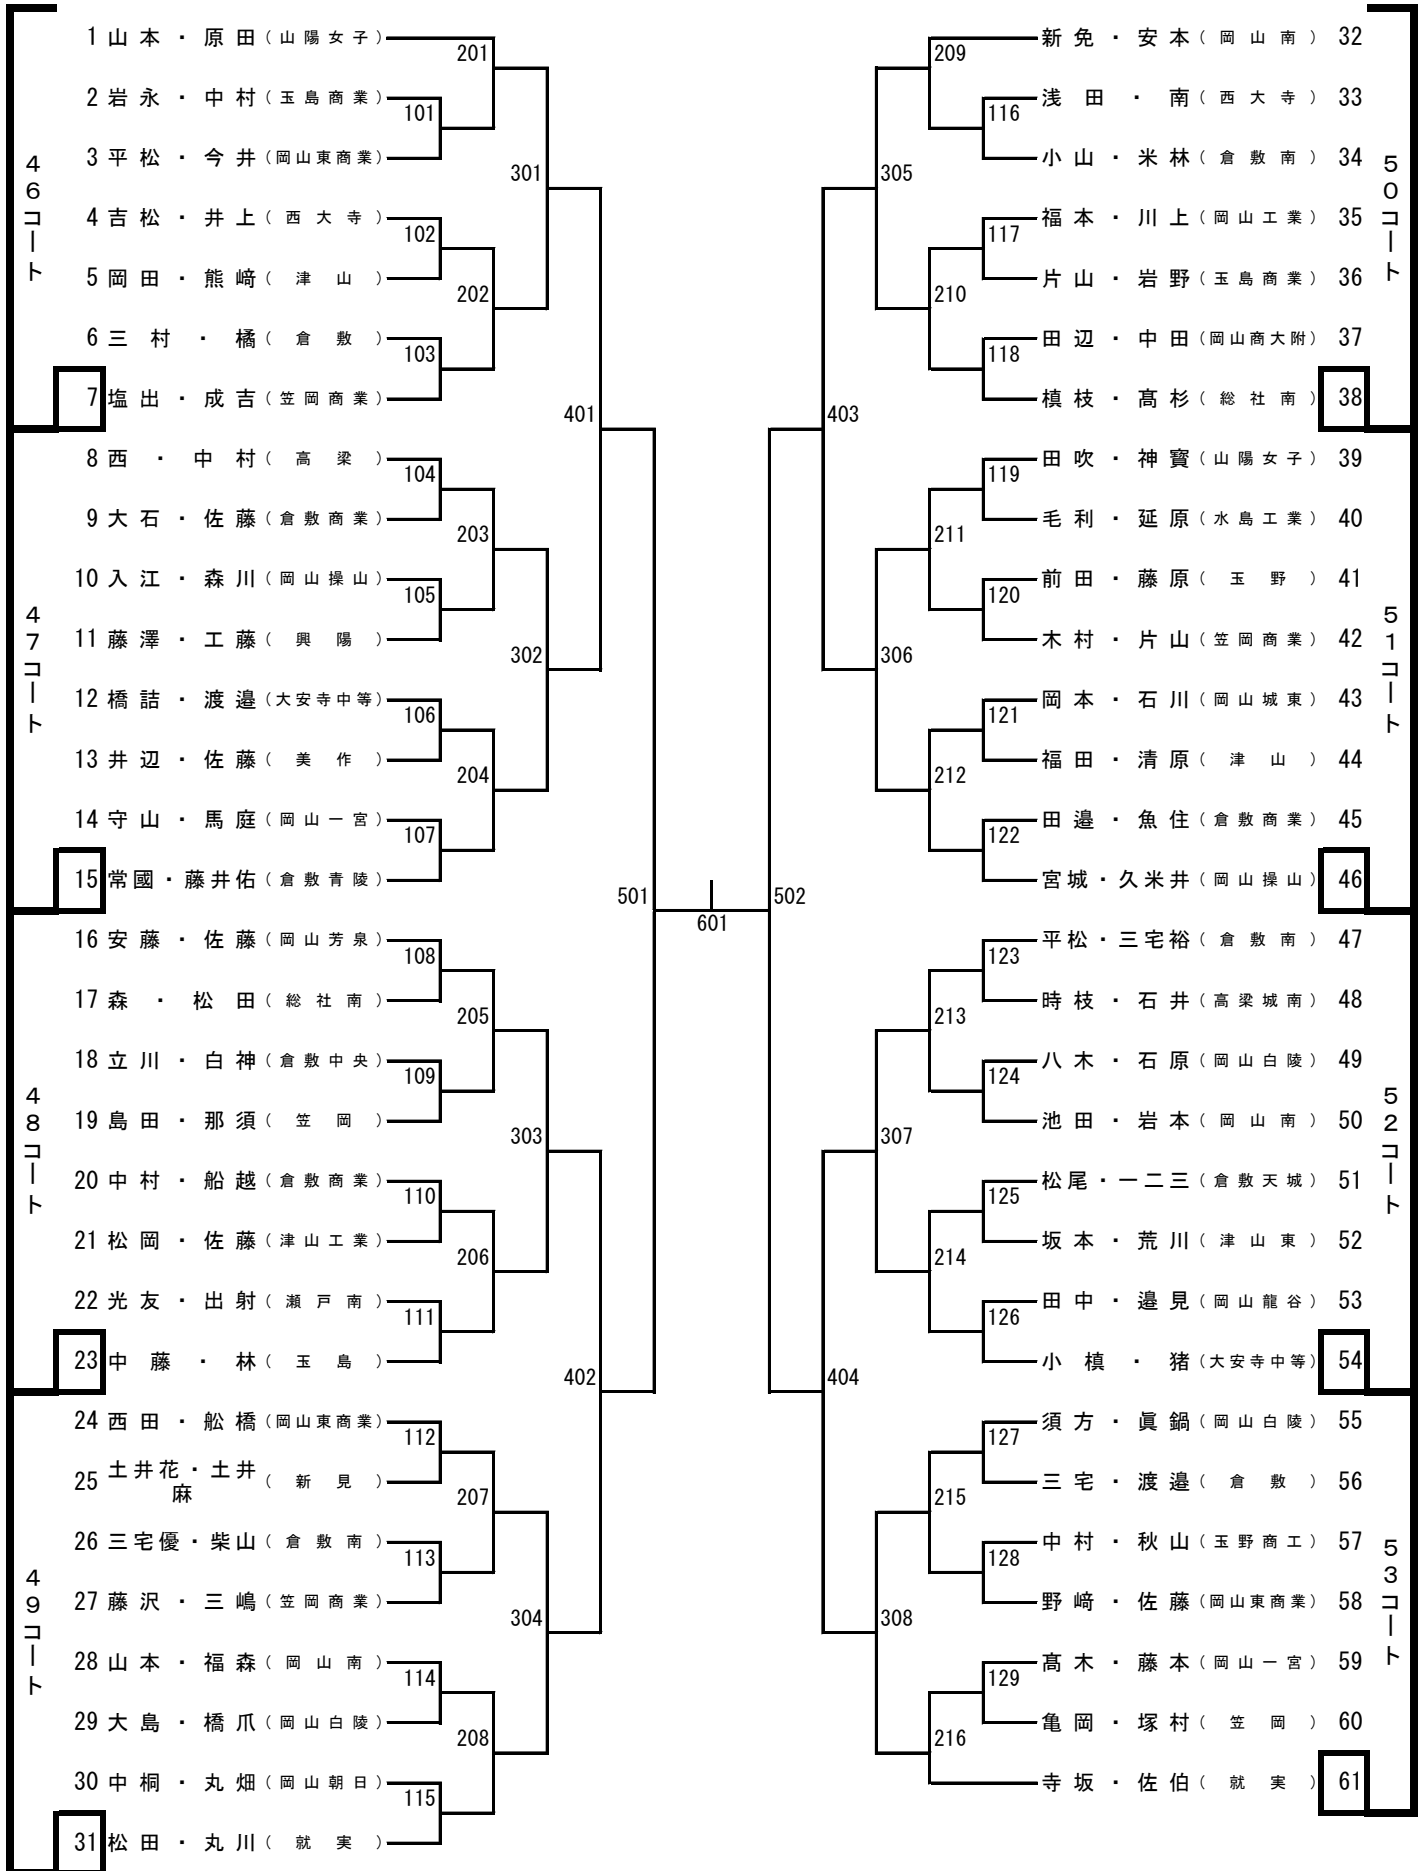 46コート
1 山本・原田（山陽女子）
2 岩永・中村（玉島商業）
3 平松・今井（岡山東商業）
4 吉松・井上（西大寺）
5 岡田・熊﨑（津山）
6 三村・橘（倉敷）
7 塩出・成吉（笠岡商業）
47コート
8 西・中村（高梁）
9 大石・佐藤（倉敷商業）
10 入江・森川（岡山操山）
11 藤澤・工藤（興陽）
12 橋詰・渡邉（大安寺中等）
13 井辺・佐藤（美作）
14 守山・馬庭（岡山一宮）
15 常國・藤井佑（倉敷青陵）
48コート
16 安藤・佐藤（岡山芳泉）
17 森・松田（総社南）
18 立川・白神（倉敷中央）
19 島田・那須（笠岡）
20 中村・船越（倉敷商業）
21 松岡・佐藤（津山工業）
22 光友・出射（瀬戸南）
23 中藤・林（玉島）
49コート
24 西田・舩橋（岡山東商業）
25 土井花・土井麻（新見）
26 三宅優・柴山（倉敷南）
27 藤沢・三嶋（笠岡商業）
28 山本・福森（岡山南）
29 大島・橋爪（岡山白陵）
30 中桐・丸畑（岡山朝日）
31 松田・丸川（就実）
101
102
103
104
105
106
107
108
109
110
111
112
113
114
115
201
202
203
204
205
206
207
208
301
302
303
304
401
402
501
601
502
403
404
305
306
307
308
209
210
211
212
213
214
215
216
116
117
118
119
120
121
122
123
124
125
126
127
128
129
50コート
新免・安本（岡山南） 32
浅田・南（西大寺） 33
小山・米林（倉敷南） 34
福本・川上（岡山工業） 35
片山・岩野（玉島商業） 36
田辺・中田（岡山商大附） 37
槙枝・髙杉（総社南） 38
51コート
田吹・神寳（山陽女子） 39
毛利・延原（水島工業） 40
前田・藤原（玉野） 41
木村・片山（笠岡商業） 42
岡本・石川（岡山城東） 43
福田・清原（津山） 44
田邉・魚住（倉敷商業） 45
宮城・久米井（岡山操山） 46
52コート
平松・三宅裕（倉敷南） 47
時枝・石井（高梁城南） 48
八木・石原（岡山白陵） 49
池田・岩本（岡山南） 50
松尾・一二三（倉敷天城） 51
坂本・荒川（津山東） 52
田中・邉見（岡山龍谷） 53
小槙・猪（大安寺中等） 54
53コート
須方・眞鍋（岡山白陵） 55
三宅・渡邉（倉敷） 56
中村・秋山（玉野商工） 57
野﨑・佐藤（岡山東商業） 58
髙木・藤本（岡山一宮） 59
亀岡・塚村（笠岡） 60
寺坂・佐伯（就実） 61